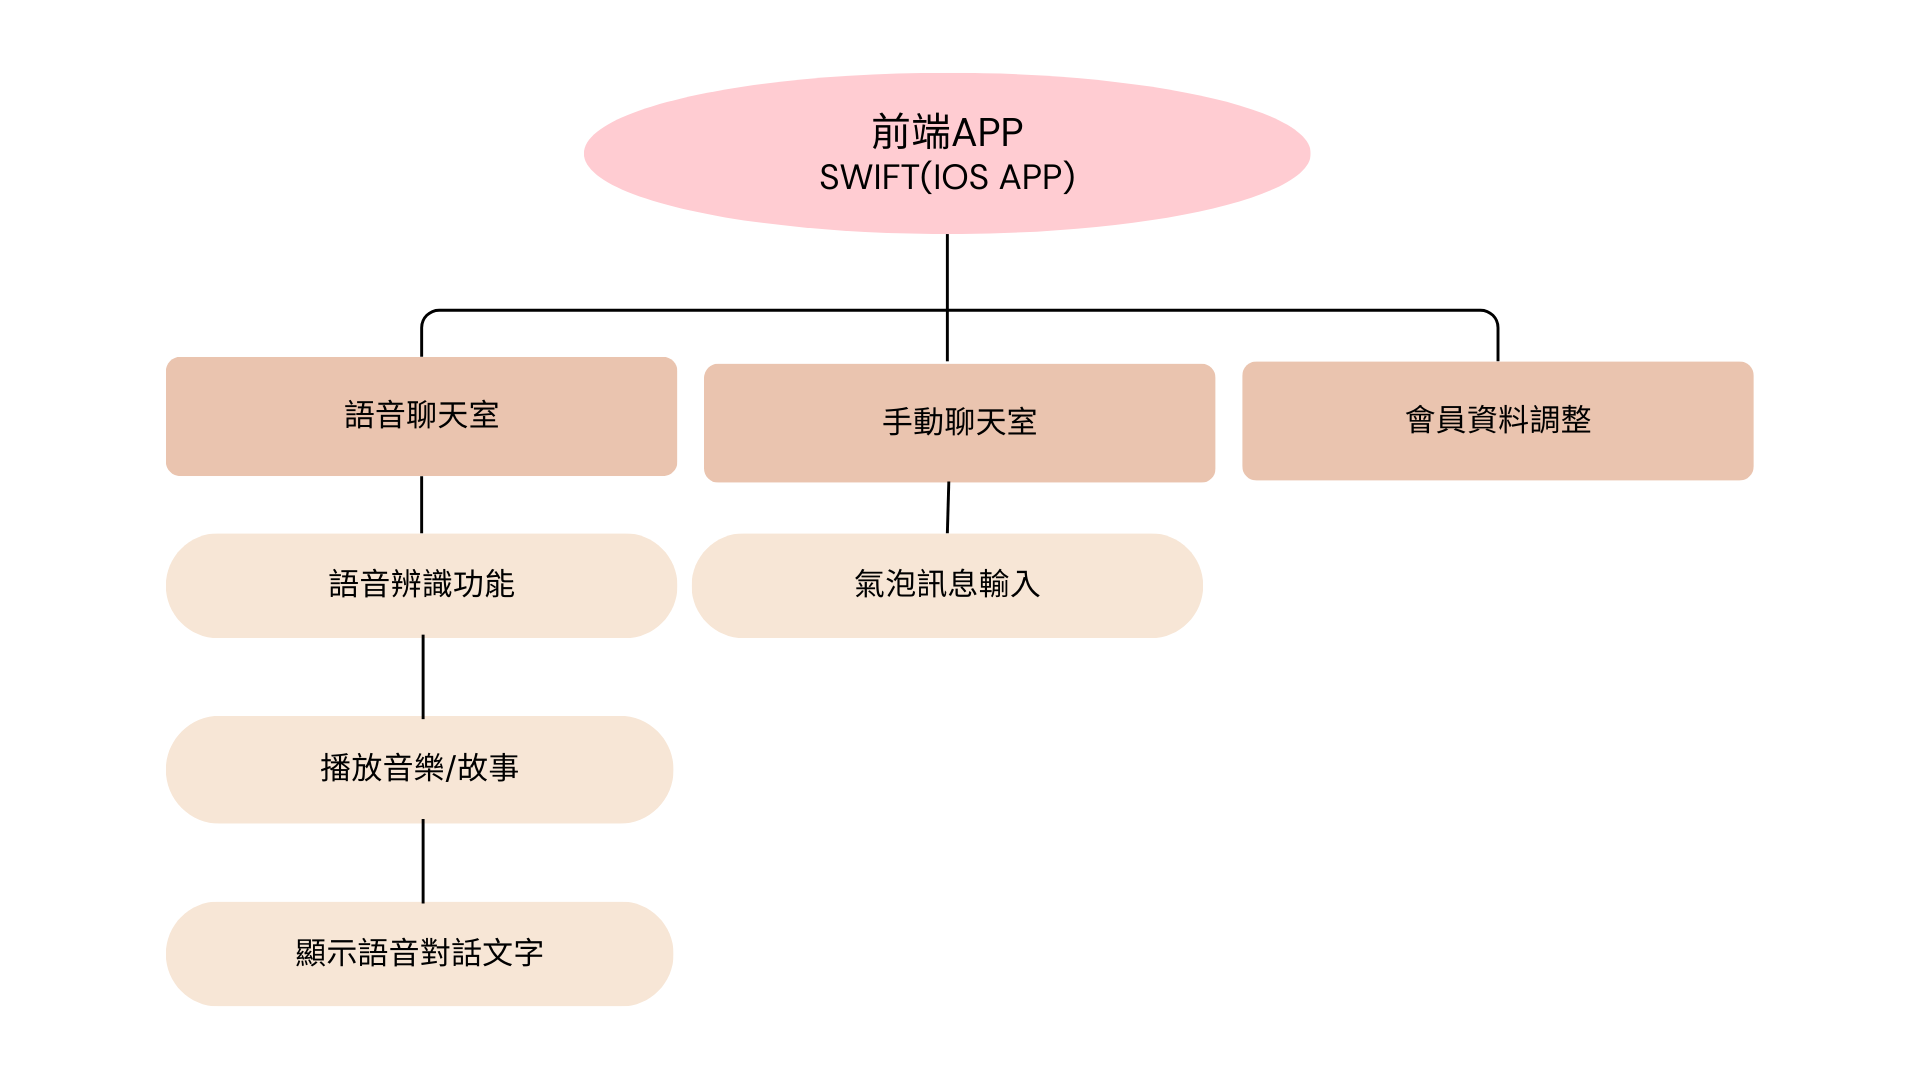 前端APP
SWIFT(IOS APP)
語音聊天室
手動聊天室
會員資料調整
語音辨識功能
氣泡訊息輸入
播放音樂/故事
顯示語音對話文字